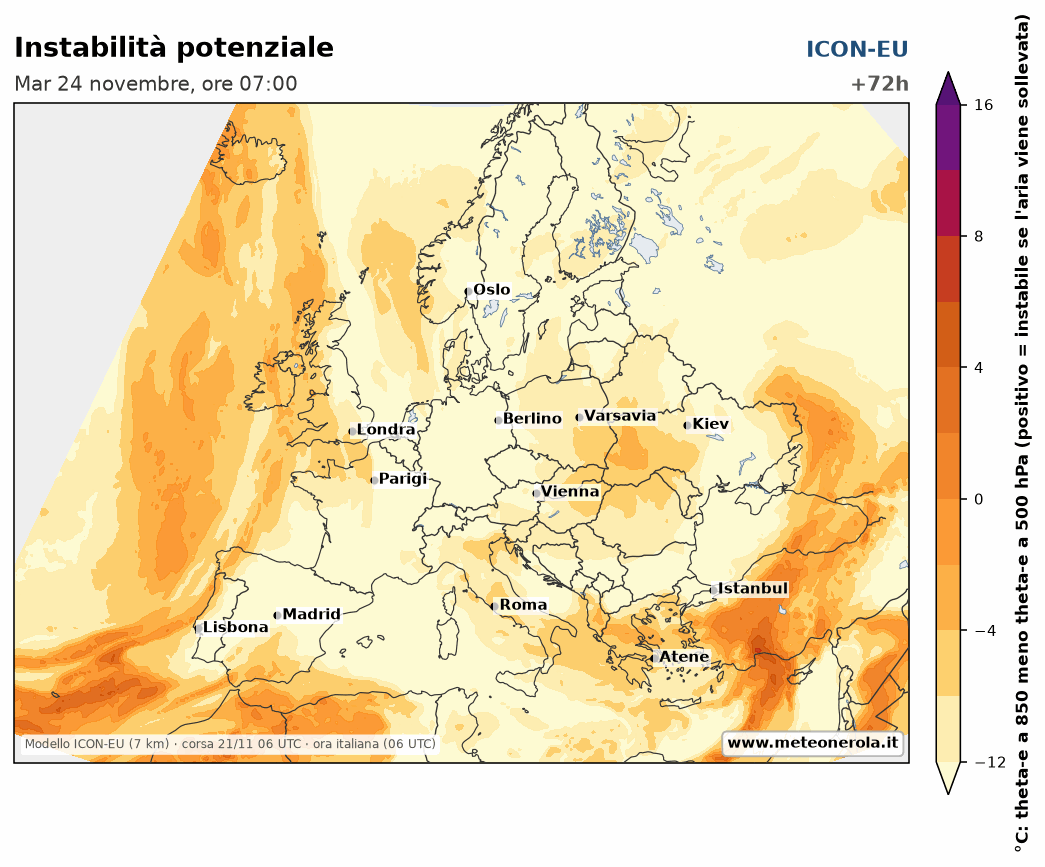 Instabilità potenziale
ICON-EU
Mar 24 novembre, ore 07:00
+72h
Oslo
Berlino
Varsavia
Kiev
Londra
Parigi
Vienna
Istanbul
Roma
Madrid
Lisbona
Atene
Modello ICON-EU (7 km) · corsa 21/11 06 UTC · ora italiana (06 UTC)
www.meteonerola.it
16
8
4
0
−4
−12
°C: theta-e a 850 meno theta-e a 500 hPa (positivo = instabile se l'aria viene sollevata)